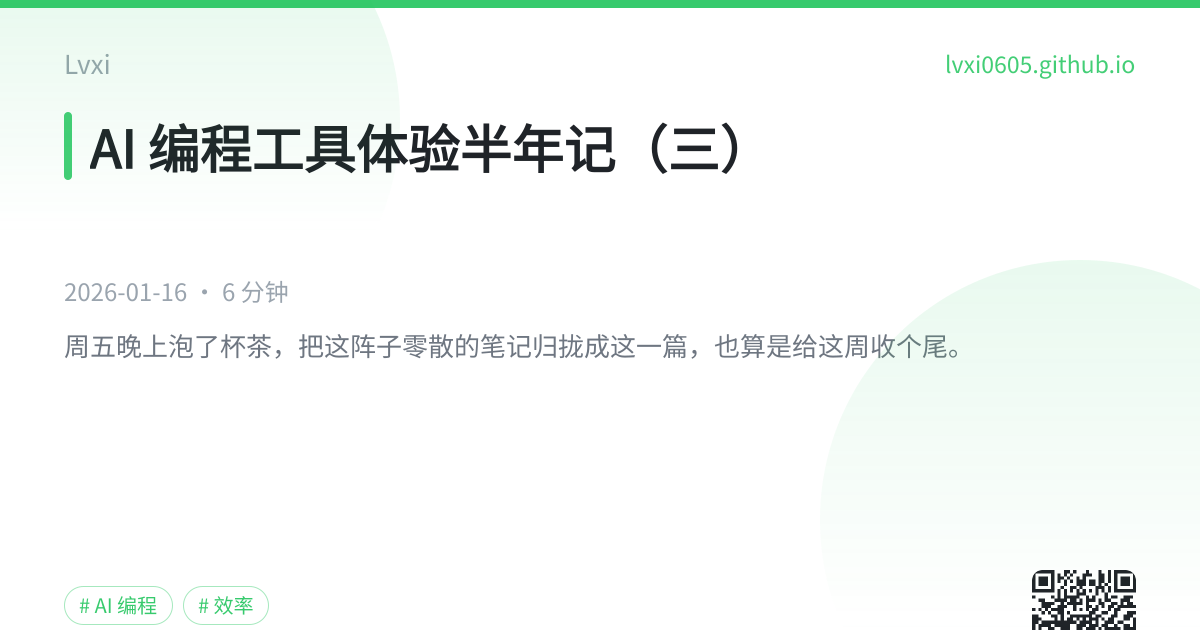 Lvxi
lvxi0605.github.io
AI 编程工具体验半年记（三）
2026-01-16 · 6 分钟
周五晚上泡了杯茶，把这阵子零散的笔记归拢成这一篇，也算是给这周收个尾。
# AI 编程
# 效率